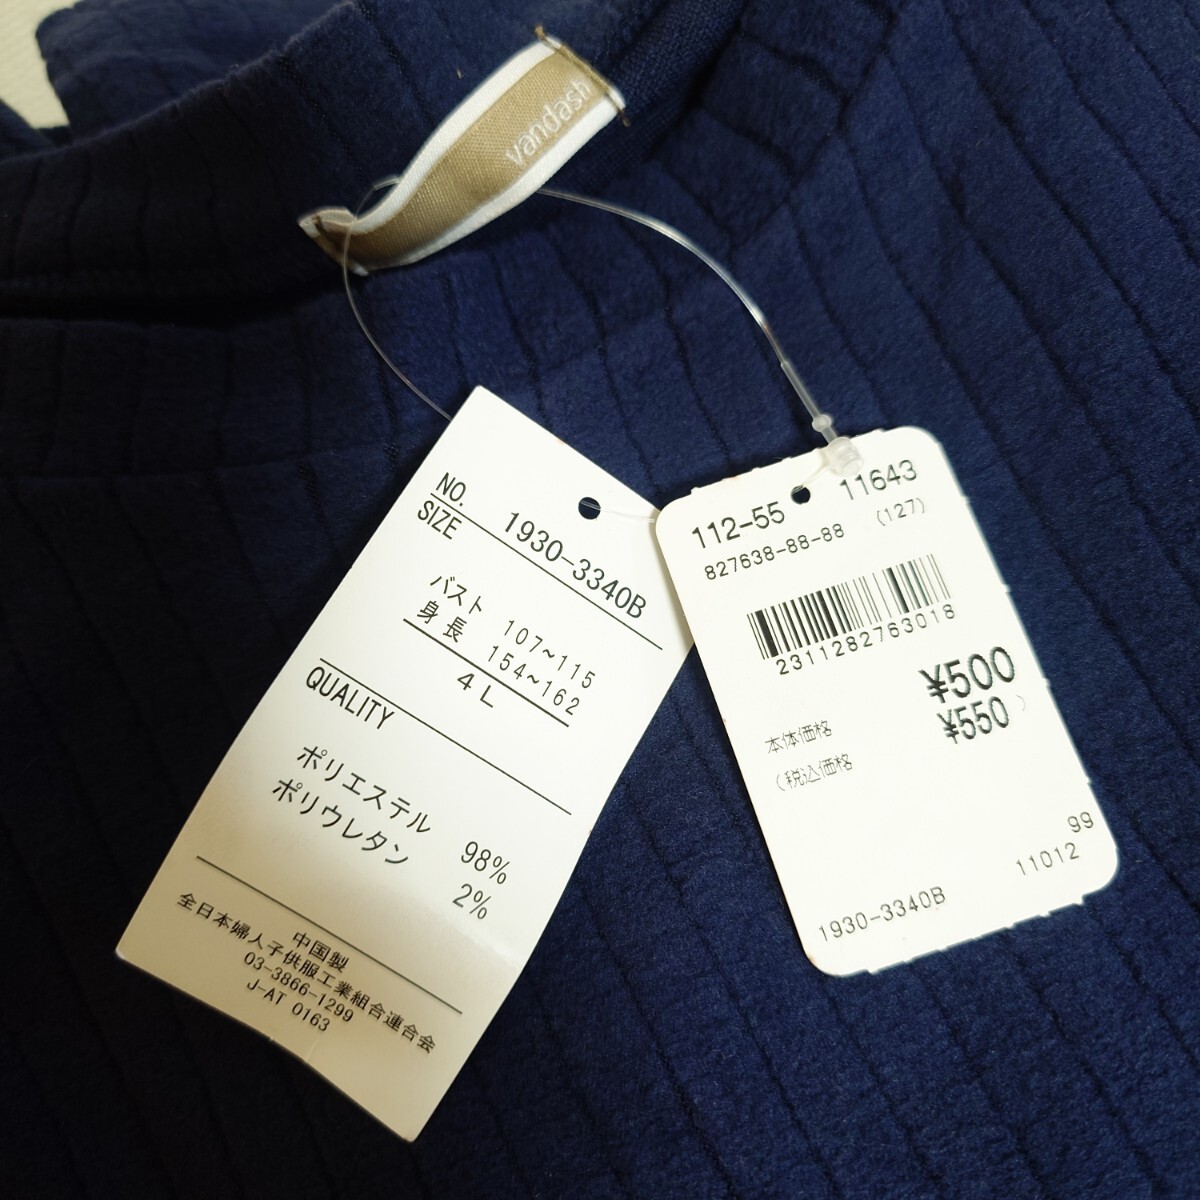 vandash
NO. 1930-3340B
SIZE
バスト 107~115
身長 154~162
4L
QUALITY
ポリエステル 98%
ポリウレタン 2%
中国製
全日本婦人子供服工業組合連合会
03-3866-1299
J-AT 0163
112-55 11643
827638-88-88 (127)
2311282763018
本体価格 ¥500
(税込価格 ¥550)
99
11012
1930-3340B